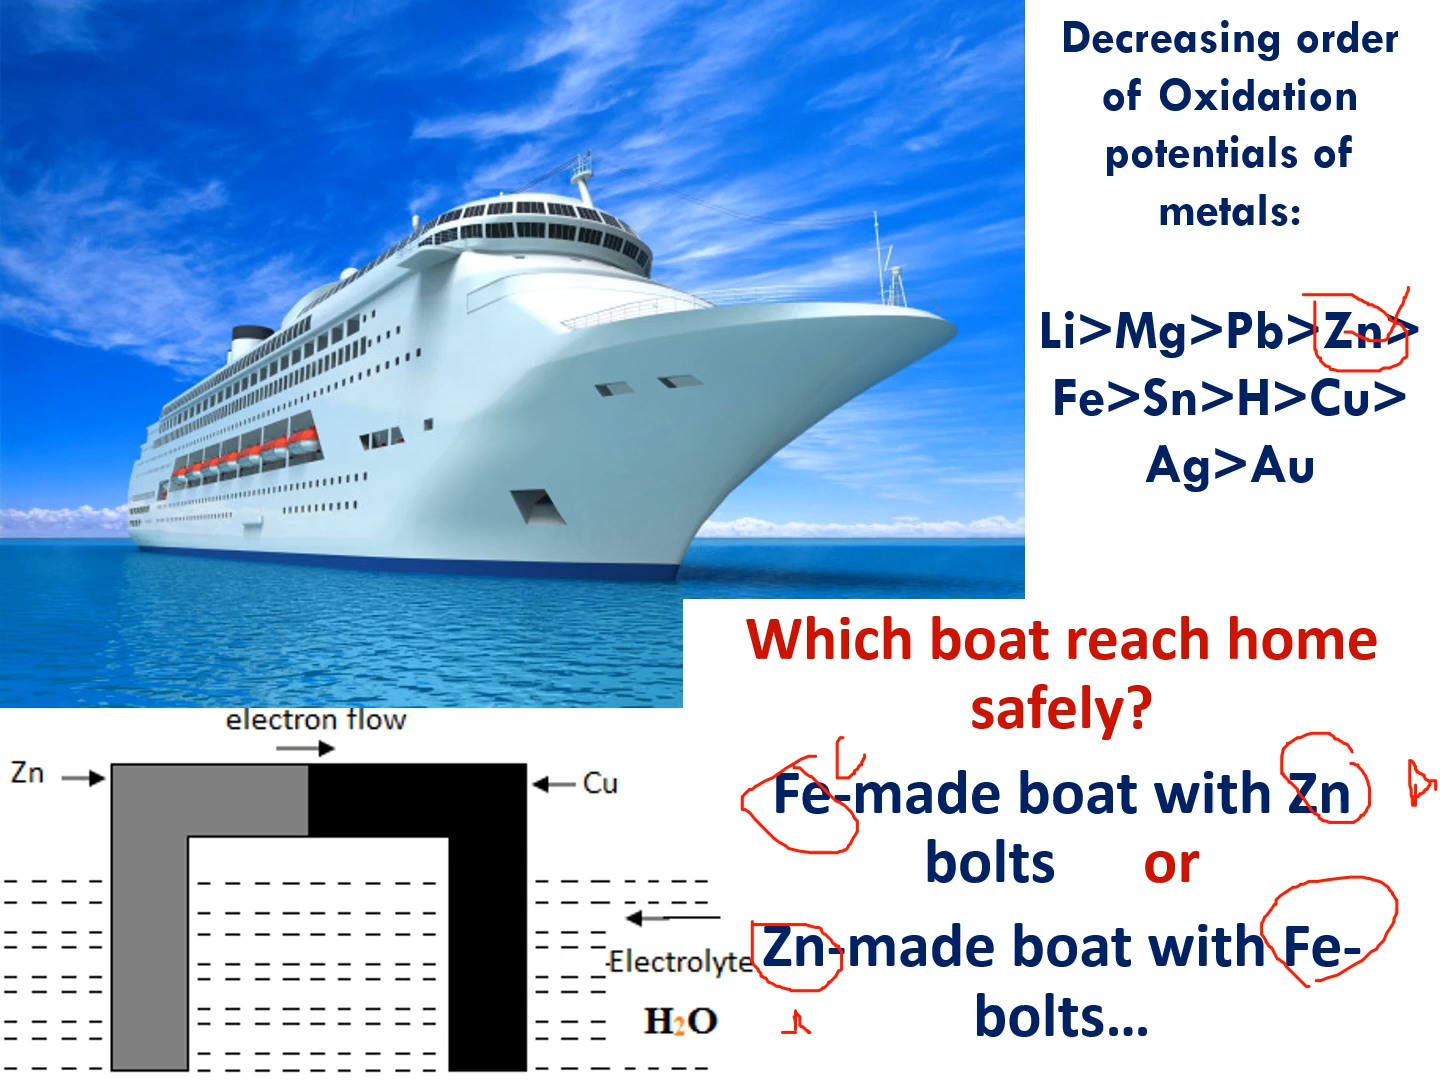 Decreasing order
of Oxidation
potentials of
metals:
Li>Mg>Pb>Zn>
Fe>Sn>H>Cu>
Ag>Au
Which boat reach home
safely?
Fe-made boat with Zn
bolts or
Zn-made boat with Fe-
bolts...
electron flow
Zn
Cu
Electrolyte
H2O